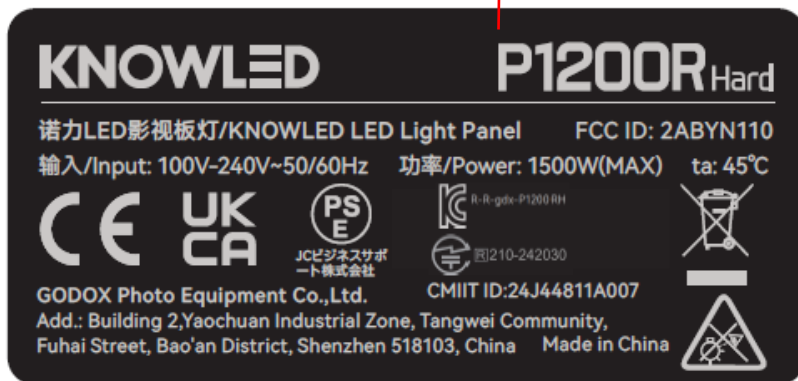 KNOWLED P1200R Hard
诺力LED影视板灯/KNOWLED LED Light Panel FCC ID: 2ABYN110
输入/Input: 100V-240V~50/60Hz 功率/Power: 1500W(MAX) ta: 45℃
CE UK CA PS E R-R-gdx-P1200RH
JCビジネスサポート株式会社 R210-242030
GODOX Photo Equipment Co.,Ltd. CMIIT ID:24J44811A007
Add.: Building 2,Yaochuan Industrial Zone, Tangwei Community,
Fuhai Street, Bao'an District, Shenzhen 518103, China Made in China